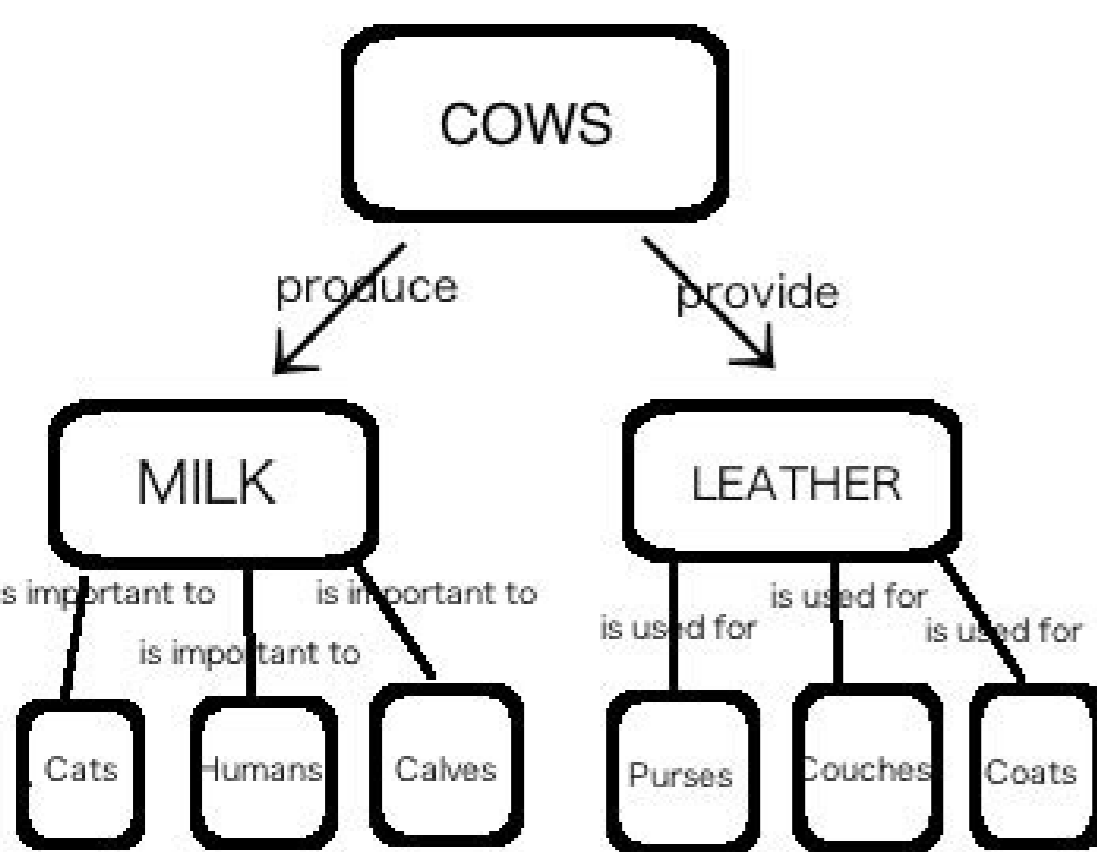 COWS
produce
provide
MILK
LEATHER
is important to
is important to
is important to
is used for
is used for
is used for
Cats
Humans
Calves
Purses
Couches
Coats